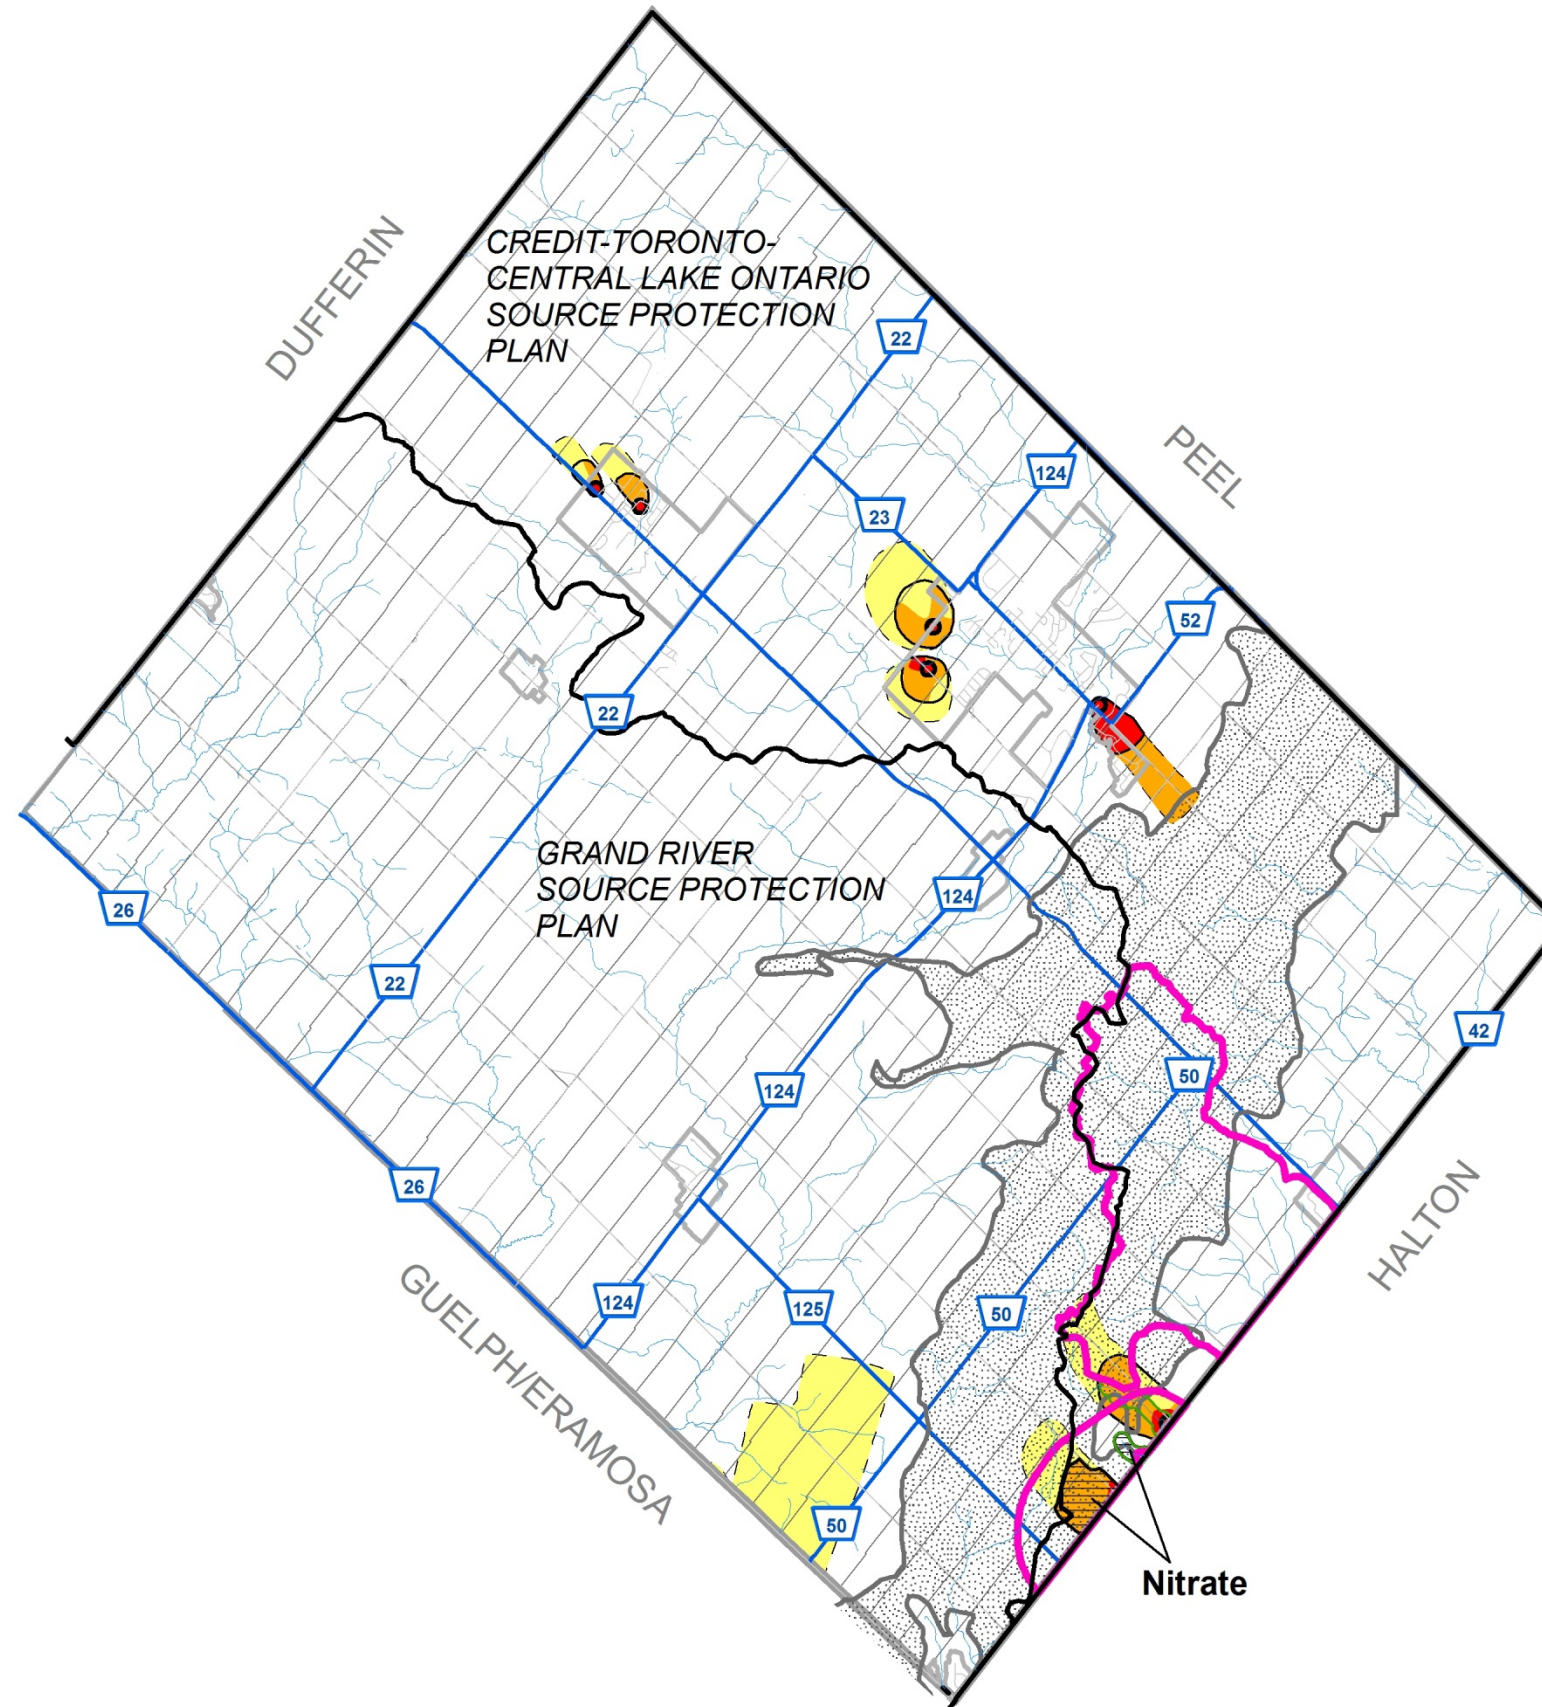 DUFFERIN
CREDIT-TORONTO-
CENTRAL LAKE ONTARIO
SOURCE PROTECTION
PLAN
22
PEEL
124
23
52
22
GRAND RIVER
SOURCE PROTECTION
PLAN
124
26
22
42
50
124
26
HALTON
GUELPH/ERAMOSA
124
125
50
50
Nitrate